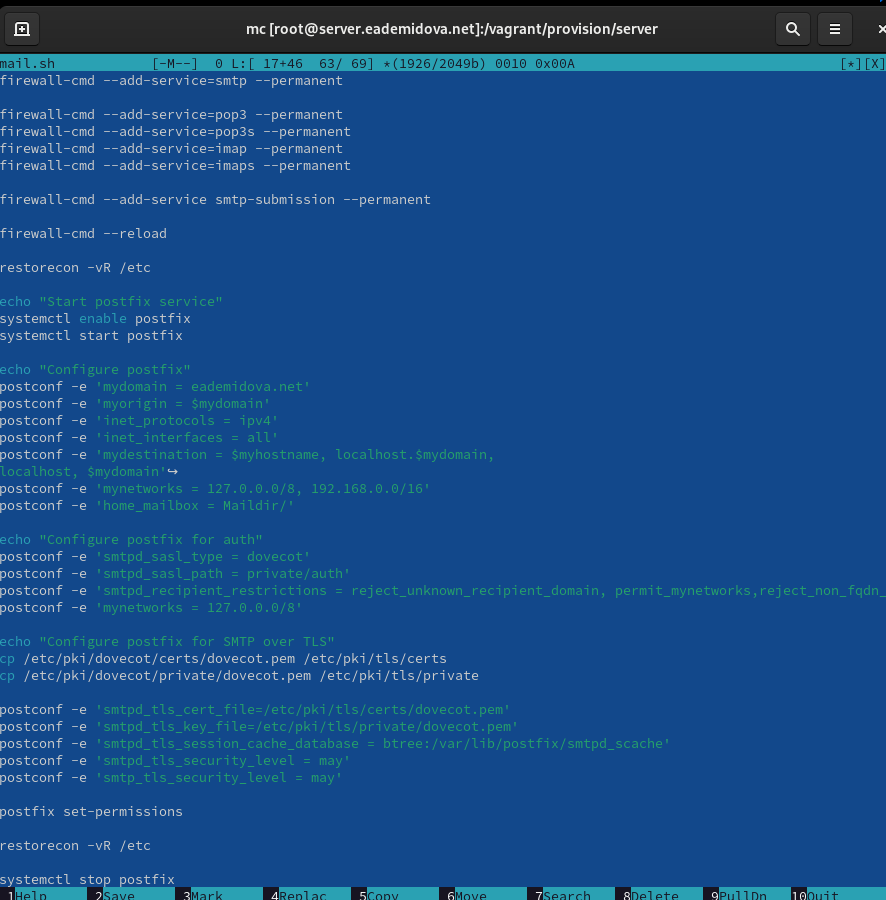 mc [root@server.eademidova.net]:/vagrant/provision/server
mail.sh [-M--] 0 L:[ 17+46 63/ 69] *(1926/2049b) 0010 0x00A [*][X]
firewall-cmd --add-service=smtp --permanent
firewall-cmd --add-service=pop3 --permanent
firewall-cmd --add-service=pop3s --permanent
firewall-cmd --add-service=imap --permanent
firewall-cmd --add-service=imaps --permanent
firewall-cmd --add-service smtp-submission --permanent
firewall-cmd --reload
restorecon -vR /etc
echo "Start postfix service"
systemctl enable postfix
systemctl start postfix
echo "Configure postfix"
postconf -e 'mydomain = eademidova.net'
postconf -e 'myorigin = $mydomain'
postconf -e 'inet_protocols = ipv4'
postconf -e 'inet_interfaces = all'
postconf -e 'mydestination = $myhostname, localhost.$mydomain,
localhost, $mydomain'↪
postconf -e 'mynetworks = 127.0.0.0/8, 192.168.0.0/16'
postconf -e 'home_mailbox = Maildir/'
echo "Configure postfix for auth"
postconf -e 'smtpd_sasl_type = dovecot'
postconf -e 'smtpd_sasl_path = private/auth'
postconf -e 'smtpd_recipient_restrictions = reject_unknown_recipient_domain, permit_mynetworks,reject_non_fqdn_
postconf -e 'mynetworks = 127.0.0.0/8'
echo "Configure postfix for SMTP over TLS"
cp /etc/pki/dovecot/certs/dovecot.pem /etc/pki/tls/certs
cp /etc/pki/dovecot/private/dovecot.pem /etc/pki/tls/private
postconf -e 'smtpd_tls_cert_file=/etc/pki/tls/certs/dovecot.pem'
postconf -e 'smtpd_tls_key_file=/etc/pki/tls/private/dovecot.pem'
postconf -e 'smtpd_tls_session_cache_database = btree:/var/lib/postfix/smtpd_scache'
postconf -e 'smtpd_tls_security_level = may'
postconf -e 'smtp_tls_security_level = may'
postfix set-permissions
restorecon -vR /etc
systemctl stop postfix
1Help 2Save 3Mark 4Replac 5Copy 6Move 7Search 8Delete 9PullDn 10Quit